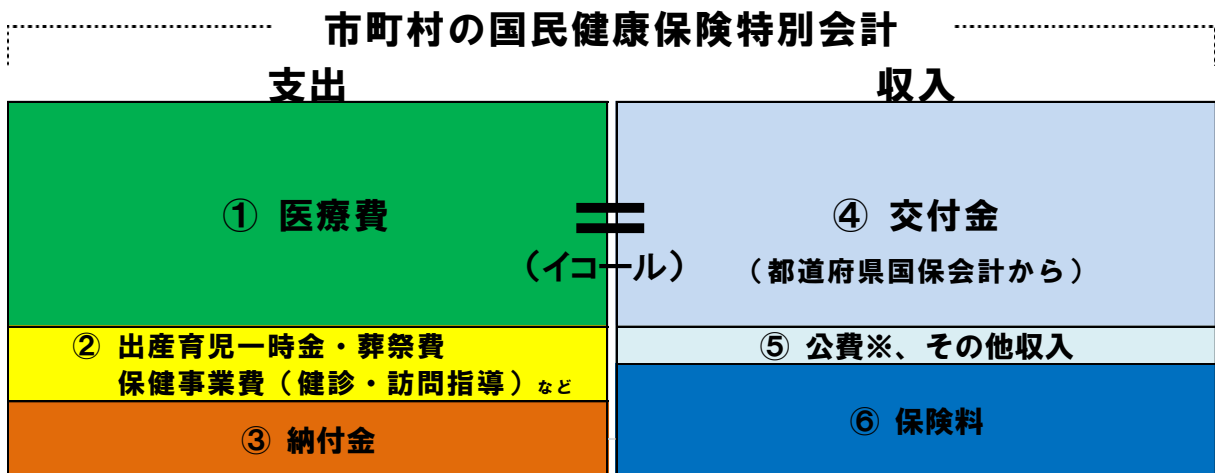 市町村の国民健康保険特別会計
支出
収入
① 医療費
＝
（イコール）
④ 交付金
（都道府県国保会計から）
② 出産育児一時金・葬祭費
保健事業費（健診・訪問指導）など
③ 納付金
⑤ 公費※、その他収入
⑥ 保険料